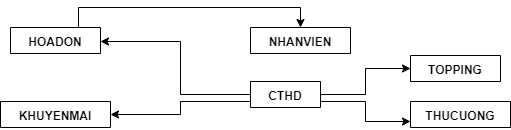 HOADON
NHANVIEN
TOPPING
CTHD
KHUYENMAI
THUCUONG